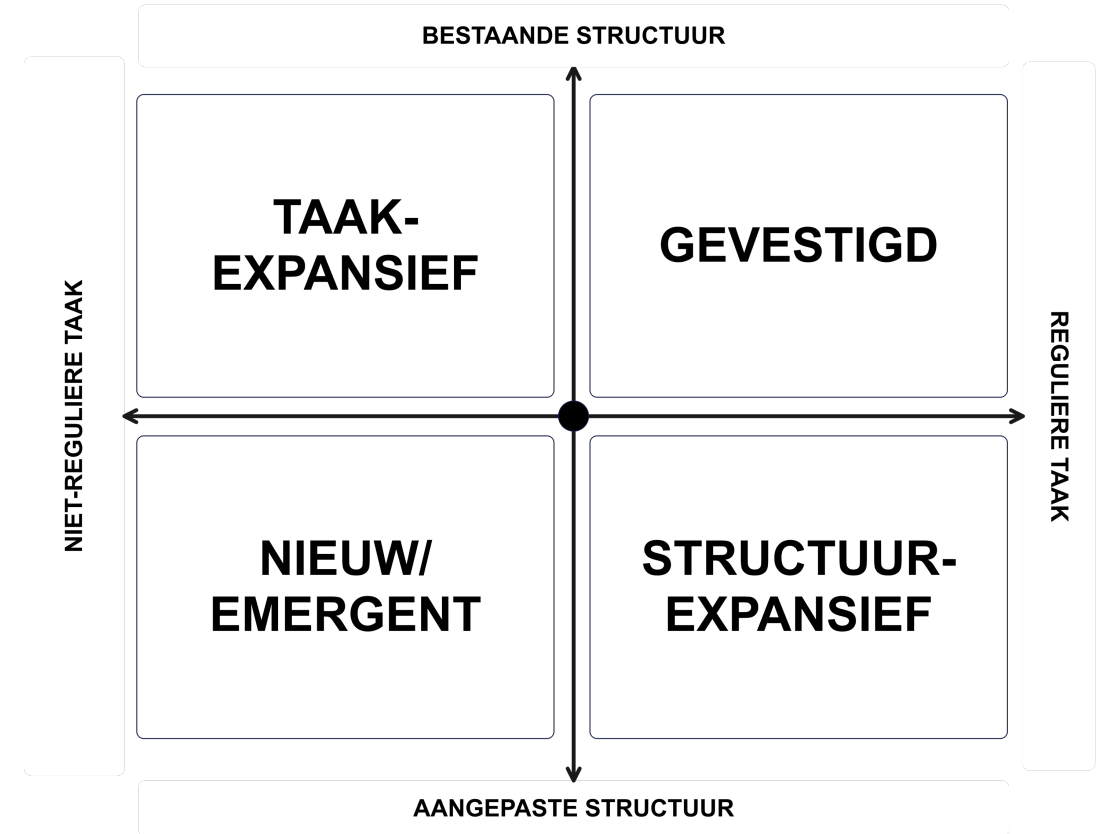 BESTAANDE STRUCTUUR
TAAK-
EXPANSIEF
GEVESTIGD
NIET-REGULIERE TAAK
REGULIERE TAAK
NIEUW/
EMERGENT
STRUCTUUR-
EXPANSIEF
AANGEPASTE STRUCTUUR